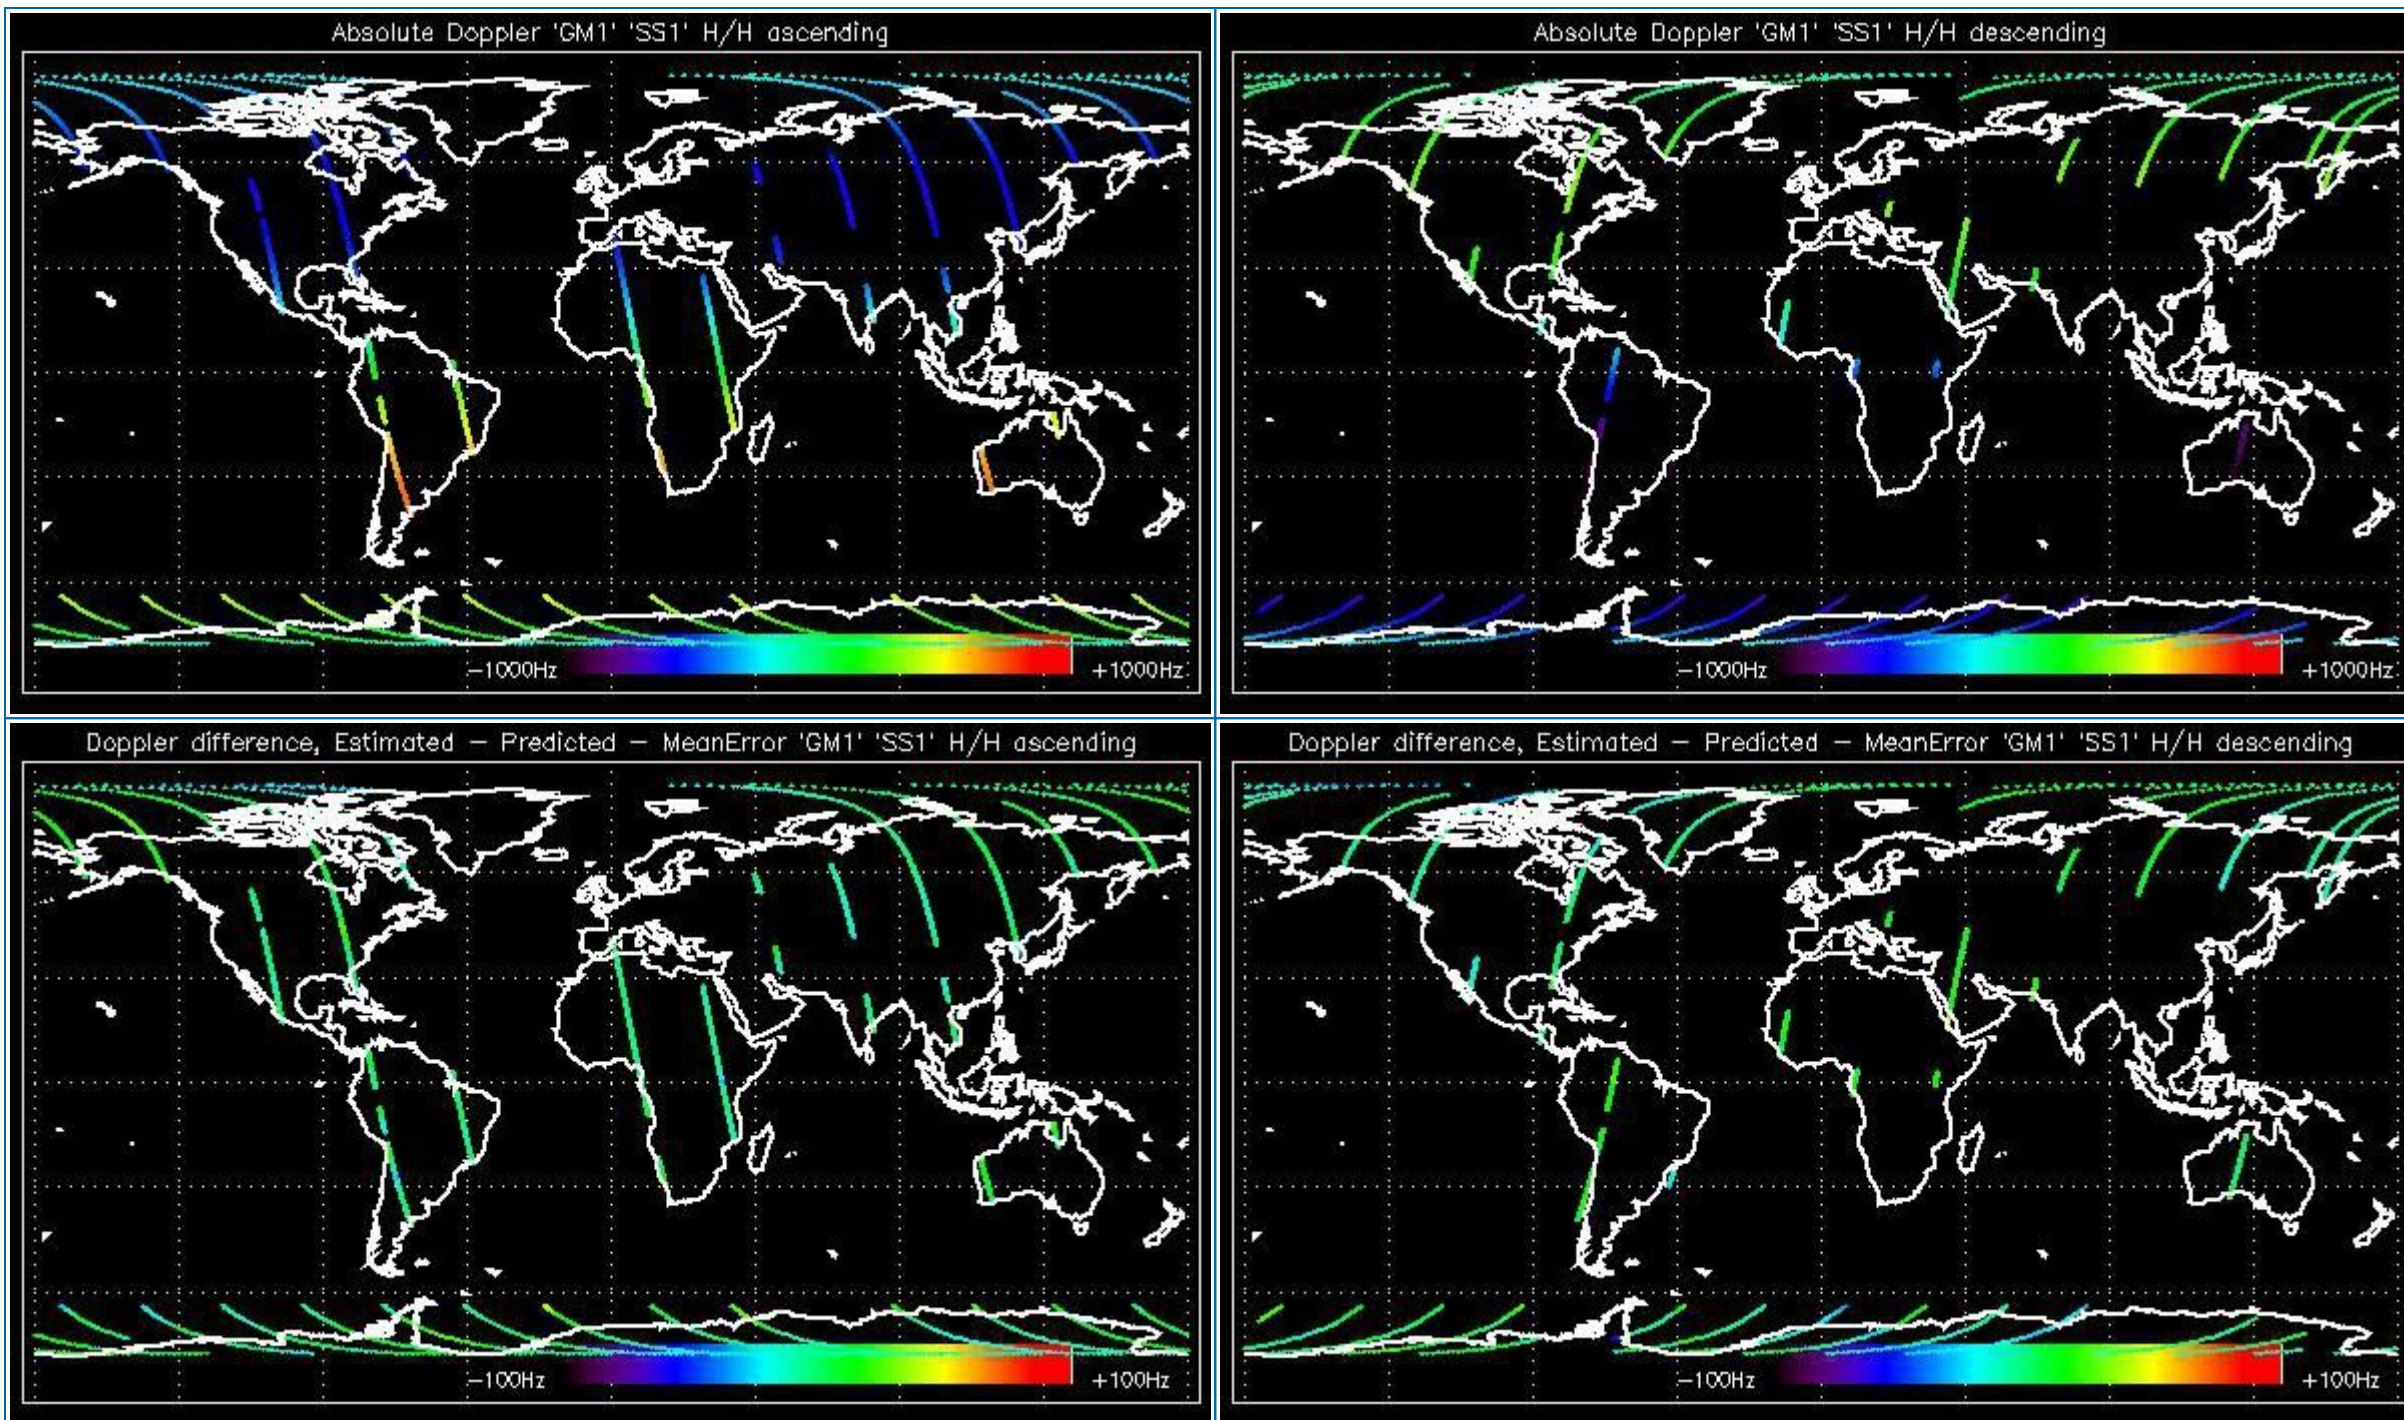 Absolute Doppler 'GM1' 'SS1' H/H ascending
-1000Hz
+1000Hz
Absolute Doppler 'GM1' 'SS1' H/H descending
-1000Hz
+1000Hz
Doppler difference, Estimated - Predicted - MeanError 'GM1' 'SS1' H/H ascending
-100Hz
+100Hz
Doppler difference, Estimated - Predicted - MeanError 'GM1' 'SS1' H/H descending
-100Hz
+100Hz